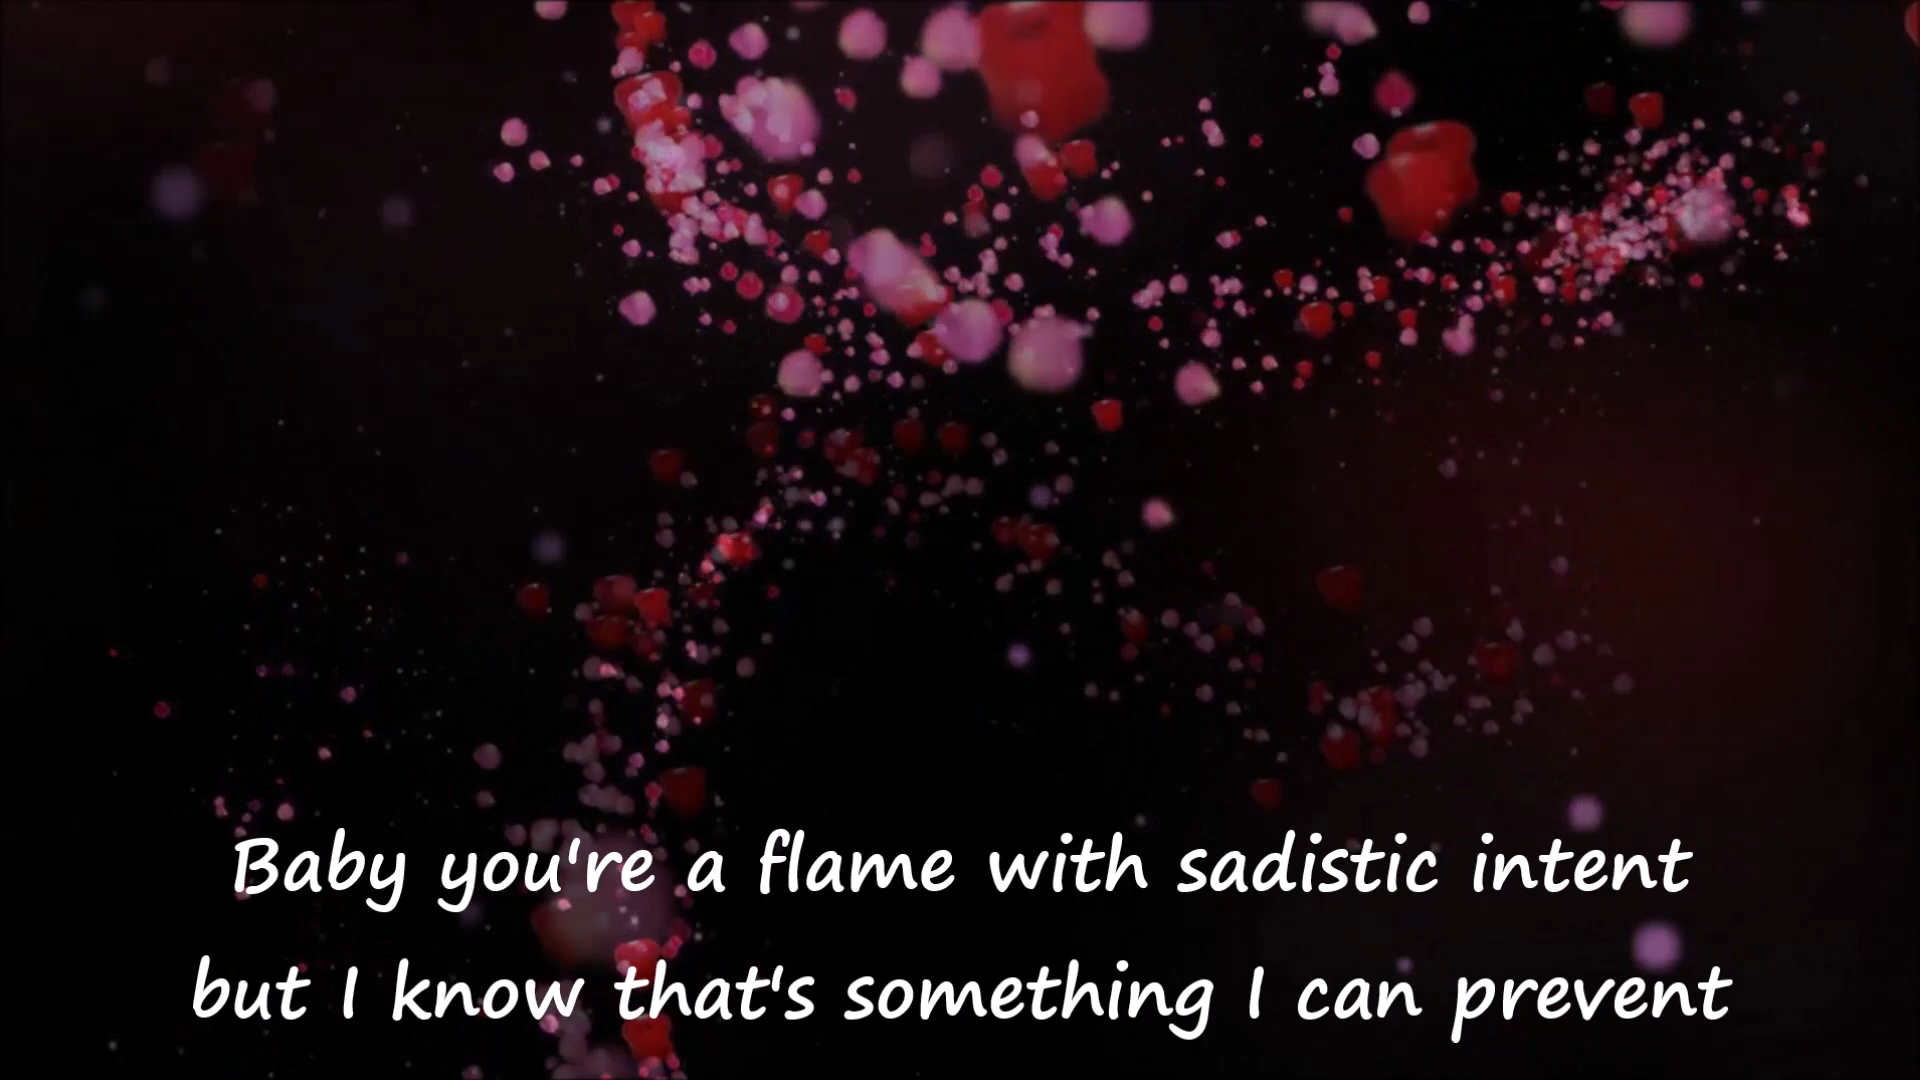 Baby you're a flame with sadistic intent
but I know that's something I can prevent